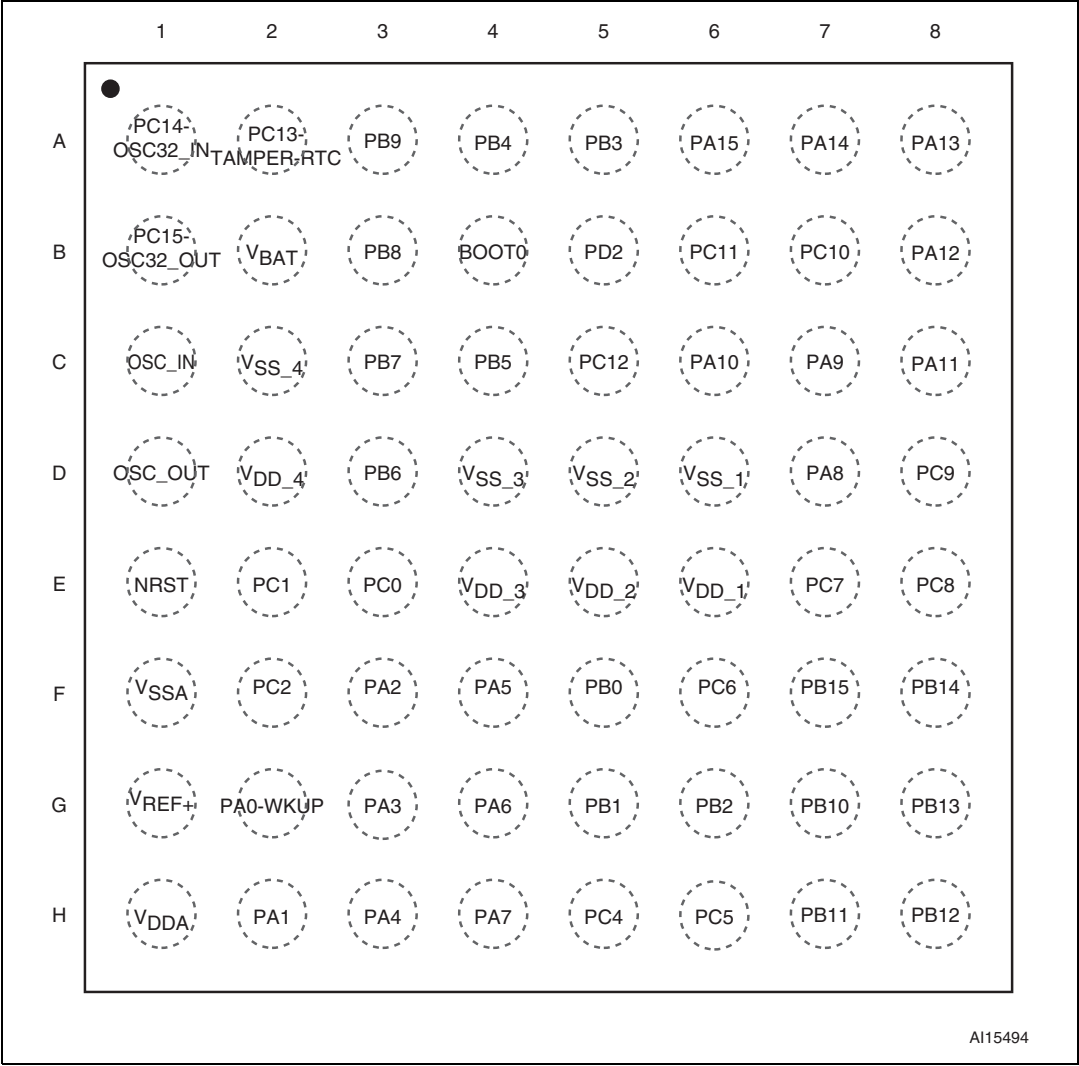 1 2 3 4 5 6 7 8
A PC14-OSC32_IN PC13-TAMPER-RTC PB9 PB4 PB3 PA15 PA14 PA13
B PC15-OSC32_OUT VBAT PB8 BOOT0 PD2 PC11 PC10 PA12
C OSC_IN VSS_4 PB7 PB5 PC12 PA10 PA9 PA11
D OSC_OUT VDD_4 PB6 VSS_3 VSS_2 VSS_1 PA8 PC9
E NRST PC1 PC0 VDD_3 VDD_2 VDD_1 PC7 PC8
F VSSA PC2 PA2 PA5 PB0 PC6 PB15 PB14
G VREF+ PA0-WKUP PA3 PA6 PB1 PB2 PB10 PB13
H VDDA PA1 PA4 PA7 PC4 PC5 PB11 PB12
AI15494